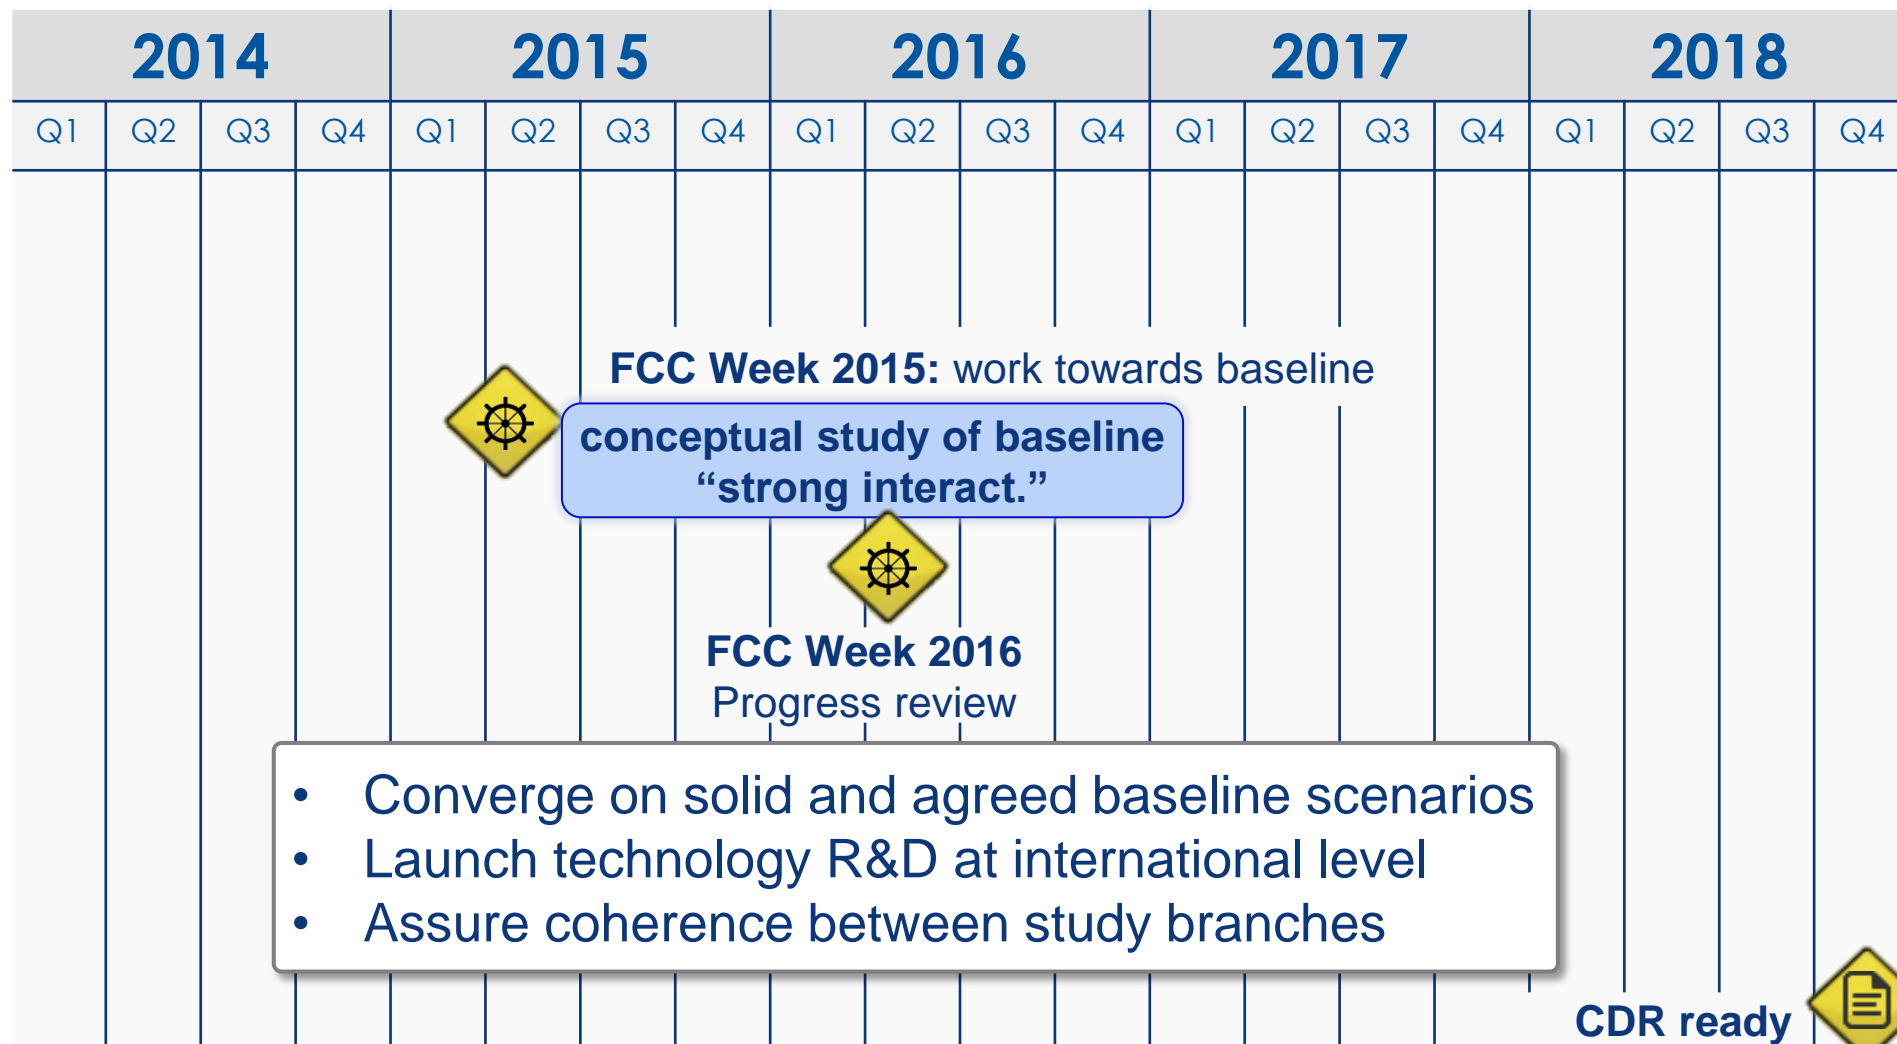 2014 2015 2016 2017 2018
Q1 Q2 Q3 Q4 Q1 Q2 Q3 Q4 Q1 Q2 Q3 Q4 Q1 Q2 Q3 Q4 Q1 Q2 Q3 Q4
FCC Week 2015: work towards baseline
conceptual study of baseline
“strong interact.”
FCC Week 2016
Progress review
• Converge on solid and agreed baseline scenarios
• Launch technology R&D at international level
• Assure coherence between study branches
CDR ready